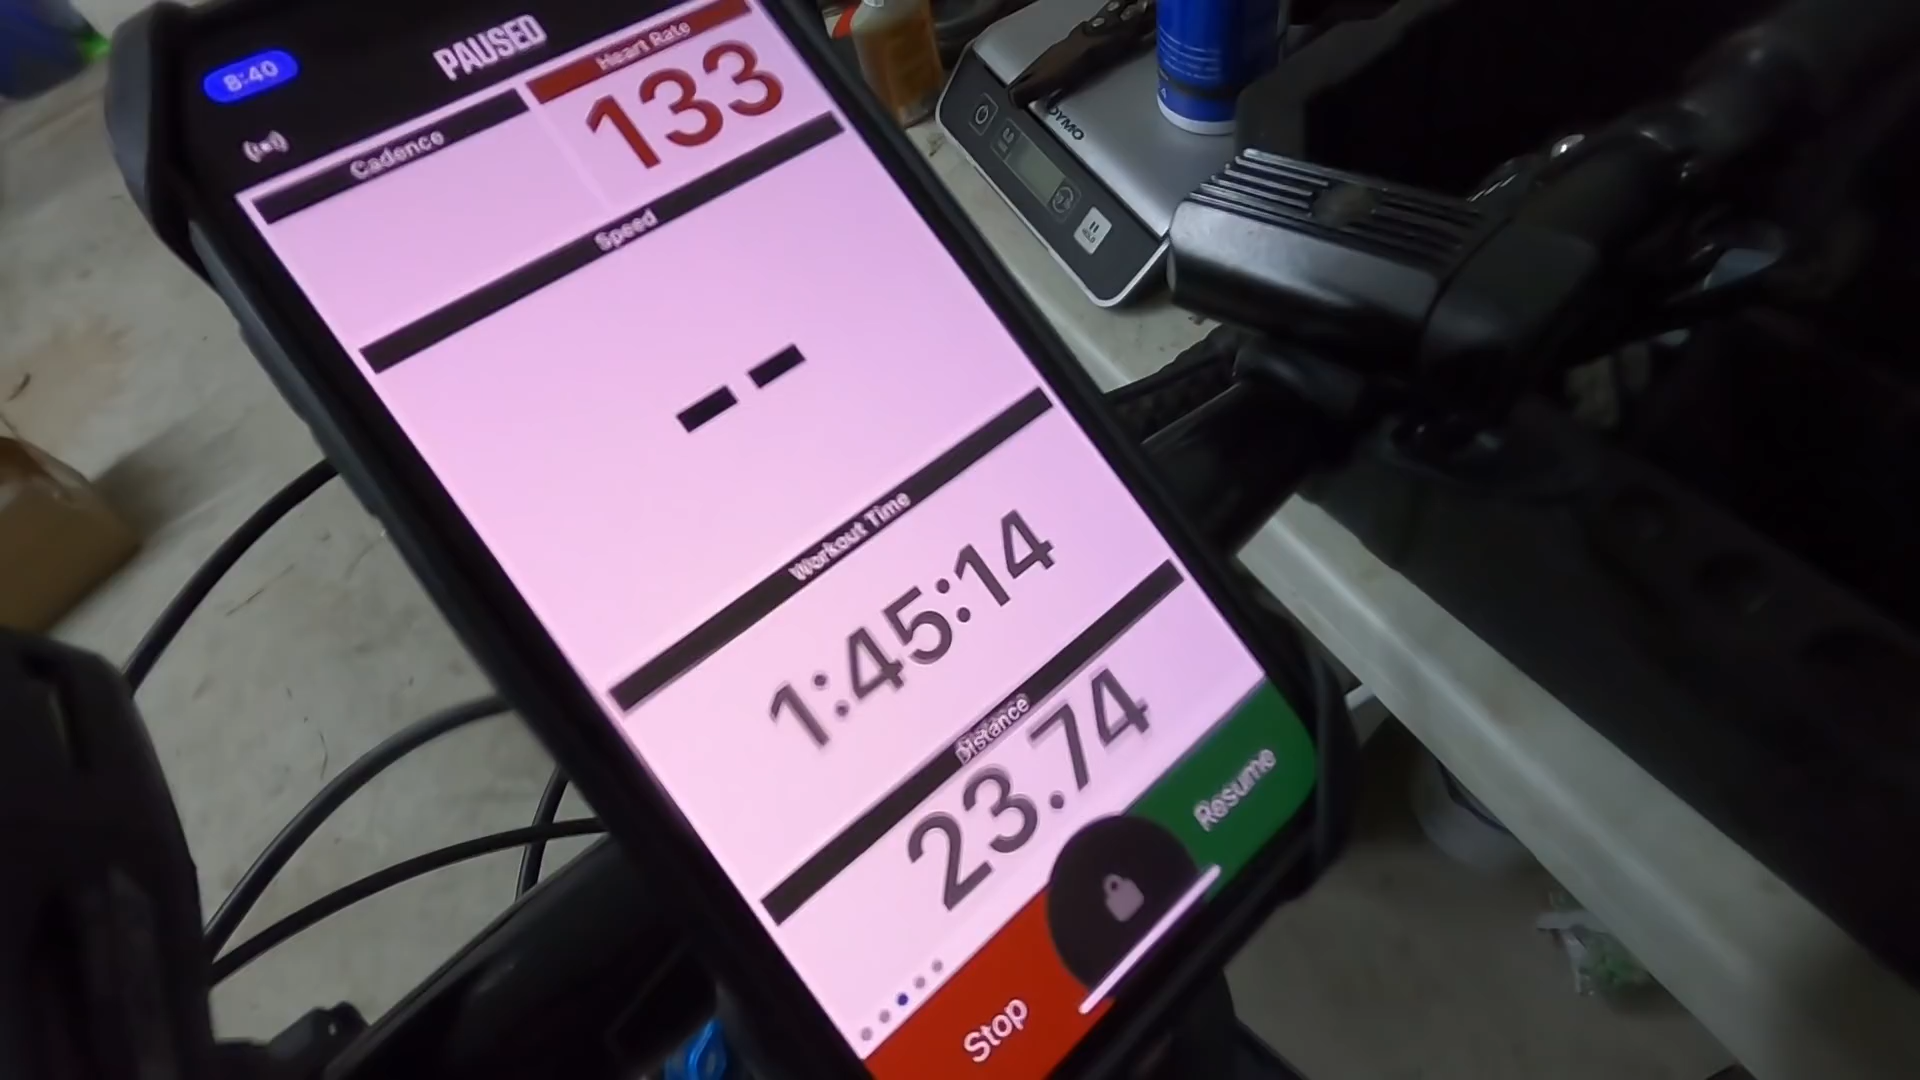 8:40
PAUSED
Cadence
Heart Rate
133
Speed
--
Workout Time
1:45:14
Distance
23.74
Resume
Stop
DYMO
HOLD